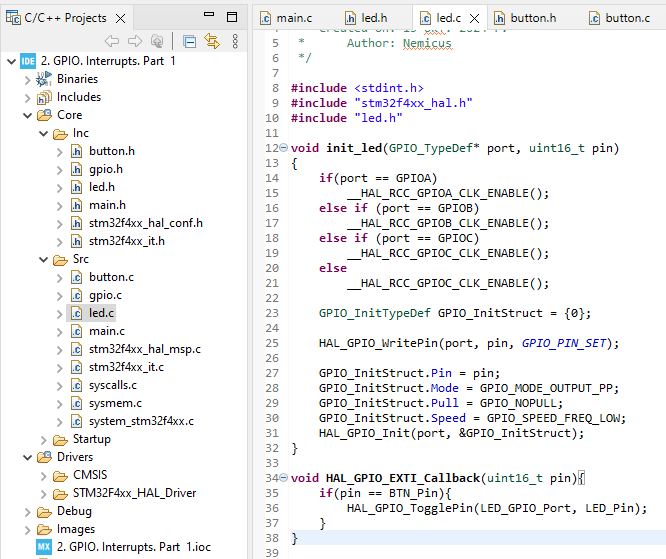 C/C++ Projects
2. GPIO. Interrupts. Part 1
Binaries
Includes
Core
Inc
button.h
gpio.h
led.h
main.h
stm32f4xx_hal_conf.h
stm32f4xx_it.h
Src
button.c
gpio.c
led.c
main.c
stm32f4xx_hal_msp.c
stm32f4xx_it.c
syscalls.c
sysmem.c
system_stm32f4xx.c
Startup
Drivers
CMSIS
STM32F4xx_HAL_Driver
Debug
Images
2. GPIO. Interrupts. Part 1.ioc
main.c led.h led.c button.h button.c
5 * Author: Nemicus
6 */
7
8 #include <stdint.h>
9 #include "stm32f4xx_hal.h"
10 #include "led.h"
11
12 void init_led(GPIO_TypeDef* port, uint16_t pin)
13 {
14 if(port == GPIOA)
15 __HAL_RCC_GPIOA_CLK_ENABLE();
16 else if (port == GPIOB)
17 __HAL_RCC_GPIOB_CLK_ENABLE();
18 else if (port == GPIOC)
19 __HAL_RCC_GPIOC_CLK_ENABLE();
20 else
21 __HAL_RCC_GPIOC_CLK_ENABLE();
22
23 GPIO_InitTypeDef GPIO_InitStruct = {0};
24
25 HAL_GPIO_WritePin(port, pin, GPIO_PIN_SET);
26
27 GPIO_InitStruct.Pin = pin;
28 GPIO_InitStruct.Mode = GPIO_MODE_OUTPUT_PP;
29 GPIO_InitStruct.Pull = GPIO_NOPULL;
30 GPIO_InitStruct.Speed = GPIO_SPEED_FREQ_LOW;
31 HAL_GPIO_Init(port, &GPIO_InitStruct);
32 }
33
34 void HAL_GPIO_EXTI_Callback(uint16_t pin){
35 if(pin == BTN_Pin){
36 HAL_GPIO_TogglePin(LED_GPIO_Port, LED_Pin);
37 }
38 }